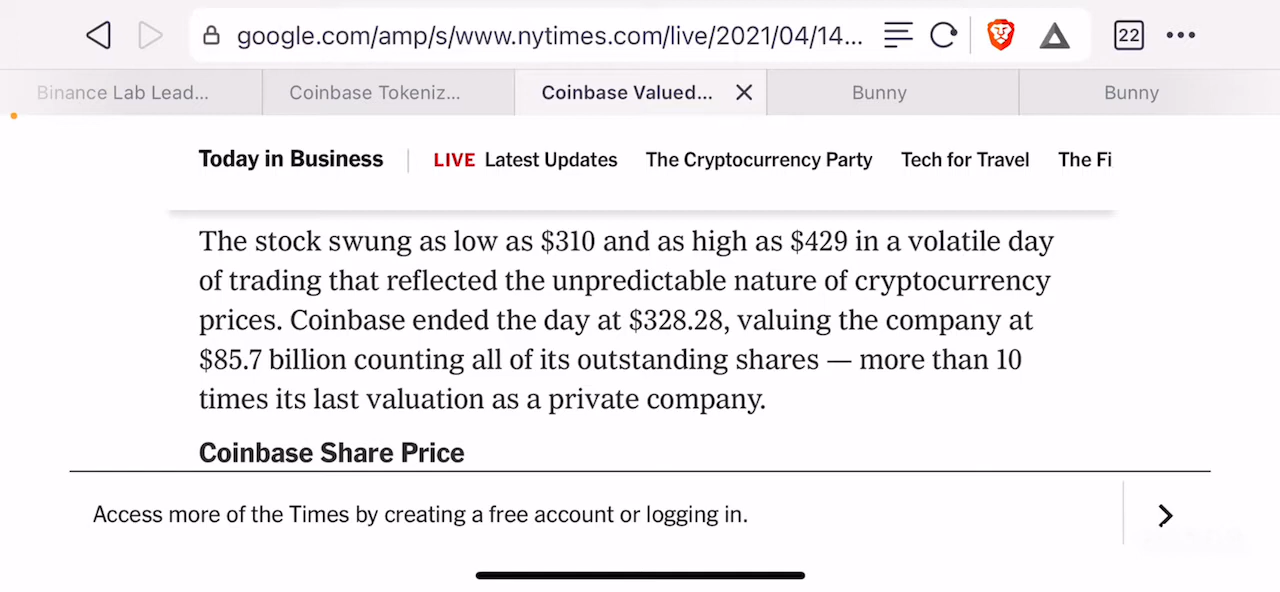 google.com/amp/s/www.nytimes.com/live/2021/04/14...
22
Binance Lab Lead...
Coinbase Tokeniz...
Coinbase Valued...
Bunny
Bunny
Today in Business
LIVE Latest Updates
The Cryptocurrency Party
Tech for Travel
The Fi
The stock swung as low as $310 and as high as $429 in a volatile day
of trading that reflected the unpredictable nature of cryptocurrency
prices. Coinbase ended the day at $328.28, valuing the company at
$85.7 billion counting all of its outstanding shares — more than 10
times its last valuation as a private company.
Coinbase Share Price
Access more of the Times by creating a free account or logging in.